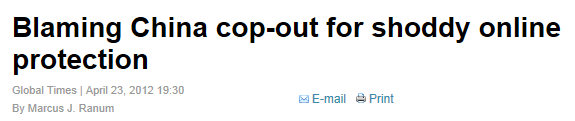 Blaming China cop-out for shoddy online
protection
Global Times | April 23, 2012 19:30
E-mail Print
By Marcus J. Ranum